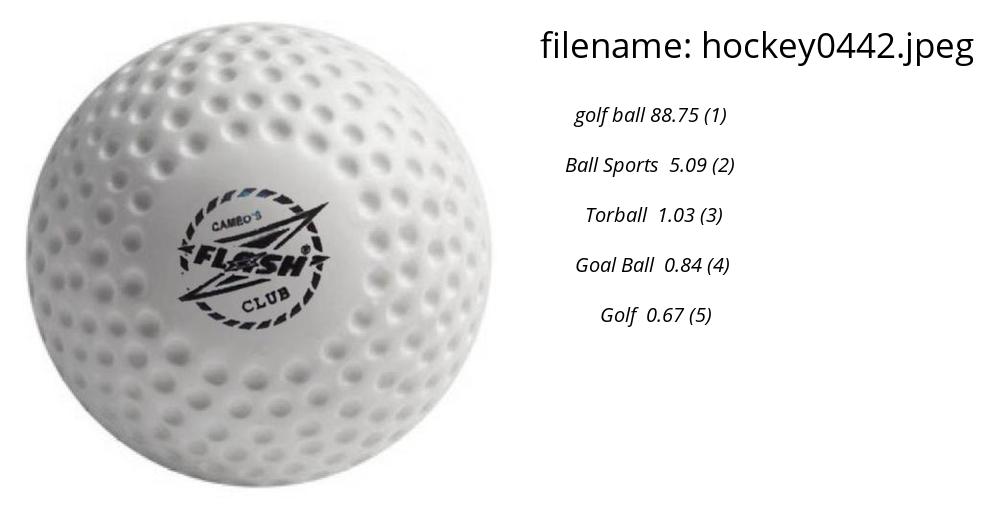 filename: hockey0442.jpeg
golf ball 88.75 (1)
Ball Sports 5.09 (2)
Torball 1.03 (3)
Goal Ball 0.84 (4)
Golf 0.67 (5)
CAMEO'S
FLASH®
CLUB